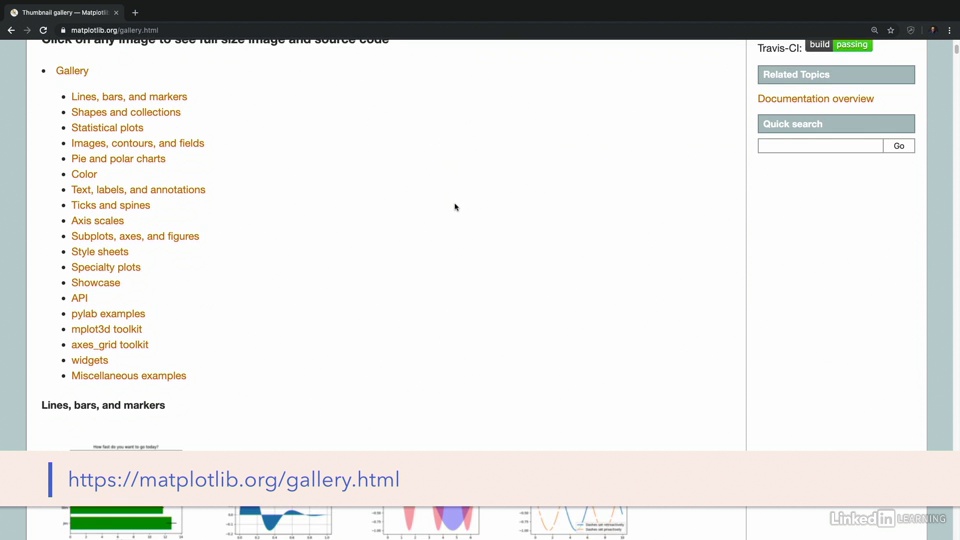 Thumbnail gallery — Matplotli
matplotlib.org/gallery.html
Click on any image to see full size image and source code
Travis-CI: build passing
Gallery
Related Topics
Lines, bars, and markers
Documentation overview
Shapes and collections
Statistical plots
Quick search
Images, contours, and fields
Go
Pie and polar charts
Color
Text, labels, and annotations
Ticks and spines
Axis scales
Subplots, axes, and figures
Style sheets
Specialty plots
Showcase
API
pylab examples
mplot3d toolkit
axes_grid toolkit
widgets
Miscellaneous examples
Lines, bars, and markers
How fast do you want to go today?
https://matplotlib.org/gallery.html
LinkedIn LEARNING